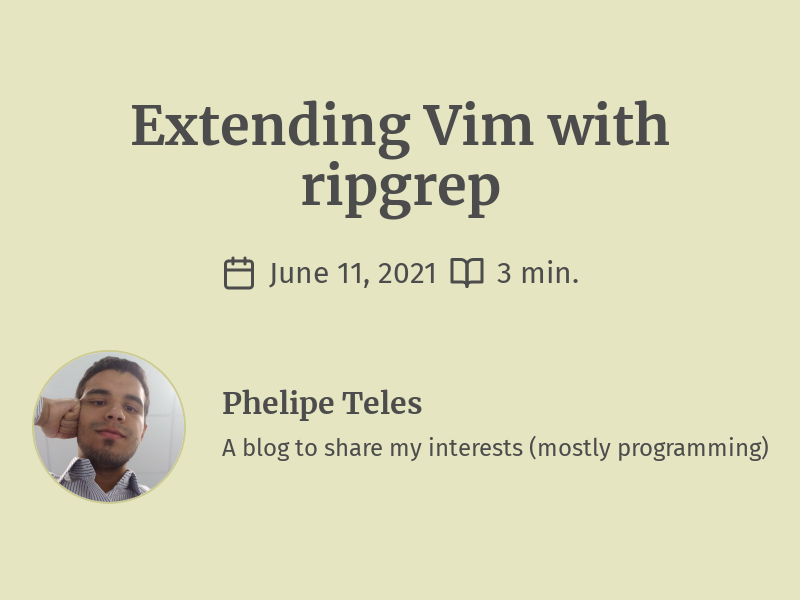 Extending Vim with
ripgrep
June 11, 2021 3 min.
Phelipe Teles
A blog to share my interests (mostly programming)